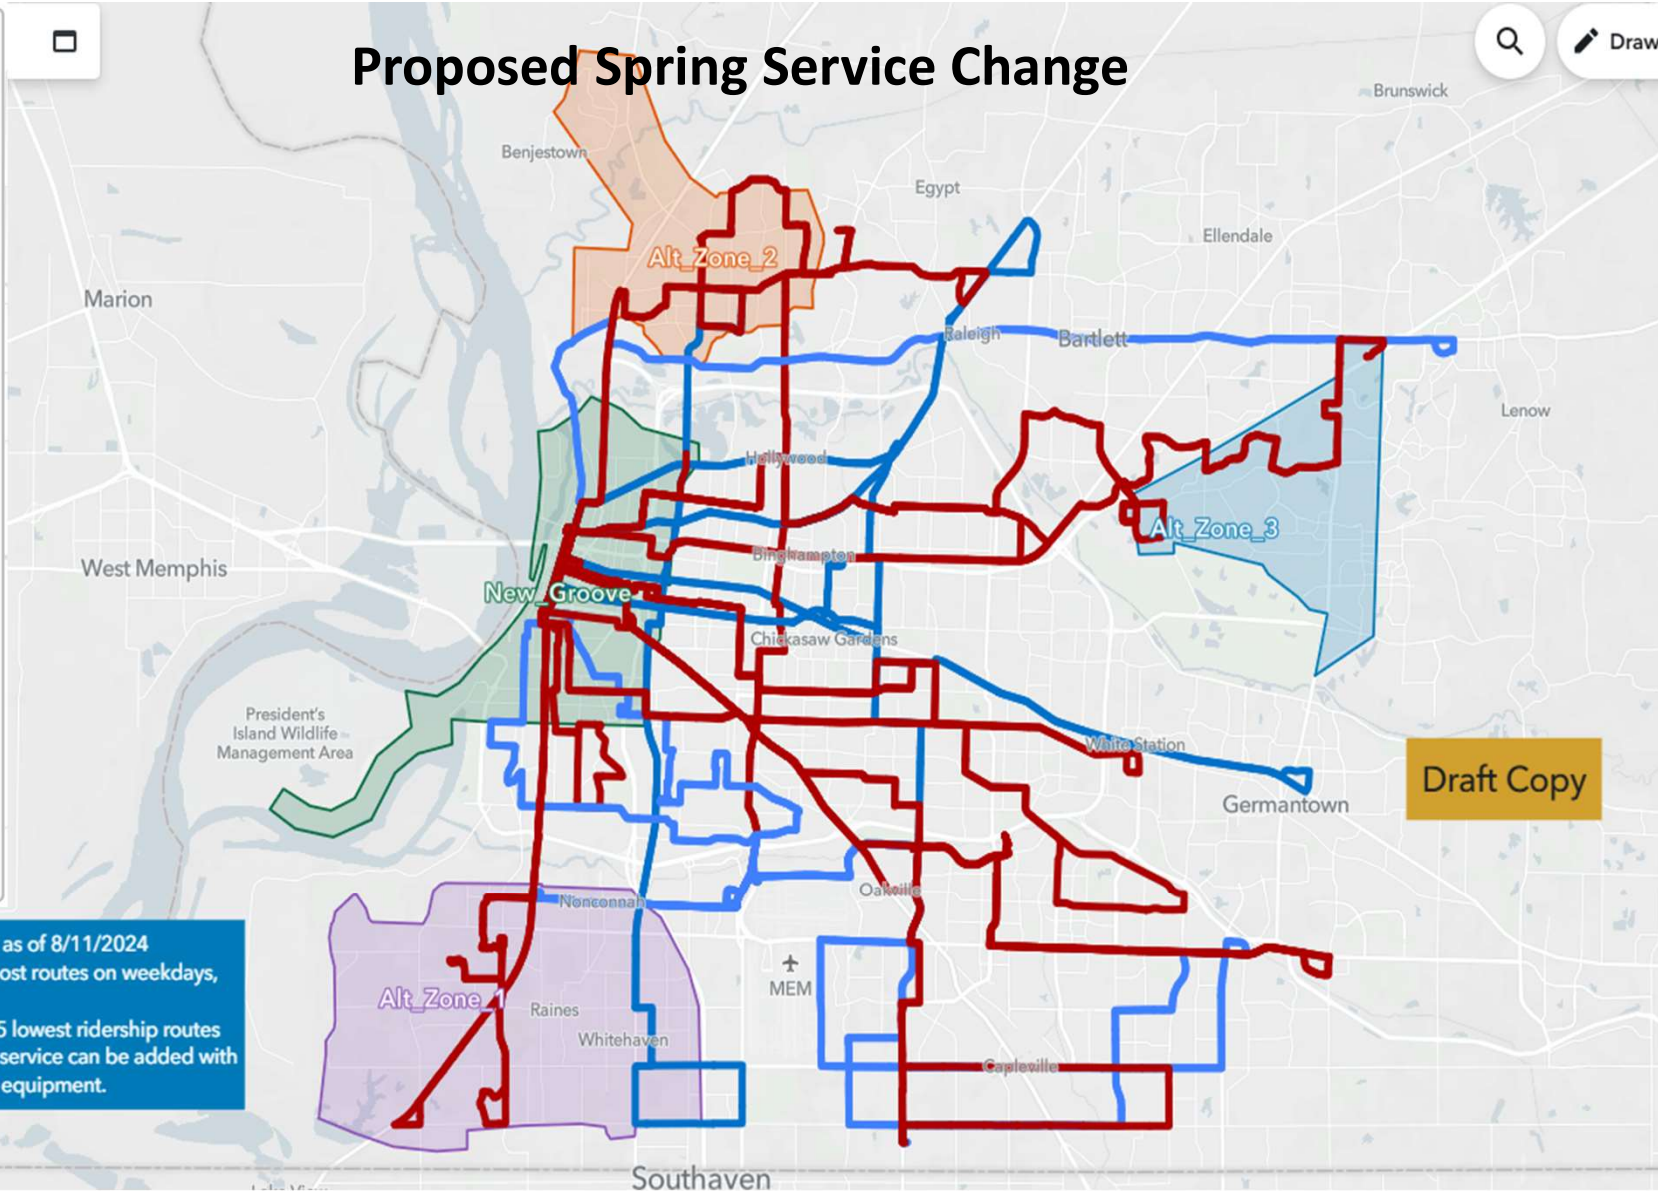 Proposed Spring Service Change
Draw
Brunswick
Benjestown
Egypt
Ellendale
Alt_Zone_2
Marion
Raleigh
Bartlett
Lenow
Hollywood
Alt_Zone_3
Binghampton
West Memphis
New_Groove
Chickasaw Gardens
President's
Island Wildlife
Management Area
White Station
Draft Copy
Germantown
Oakville
Nonconnah
as of 8/11/2024
ost routes on weekdays,
5 lowest ridership routes
service can be added with
equipment.
MEM
Alt_Zone_1
Raines
Whitehaven
Capleville
Southaven